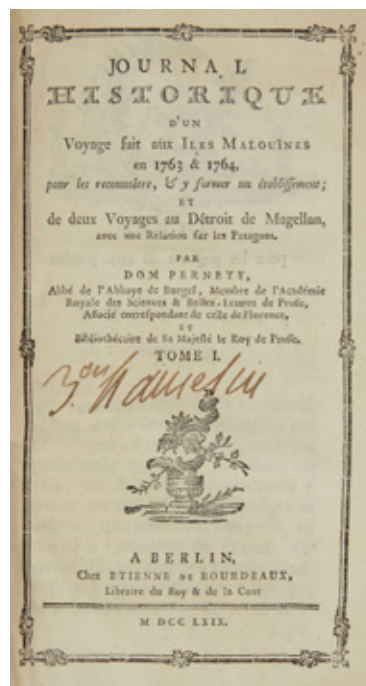 JOURNAL
HISTORIQUE
D'UN
Voyage fait aux ILES MALOUÏNES
en 1763 & 1764,
pour les reconnoître, & y former un établissement;
ET
de deux Voyages au Détroit de Magellan,
avec une Rélation sur les Patagons.
PAR
DOM PERNETY,
Abbé de l'Abbaye de Burgel, Membre de l'Académie
Royale des Sciences & Belles-Lettres de Prusse,
Associé correspondant de celle de Florence,
ET
Bibliothécaire de SA MAJESTÉ le Roy de Prusse.
TOME I.
Hamelin
A BERLIN,
Chez ETIENNE DE BOURDEAUX,
Libraire du Roy & de la Cour
M DCC LXIX.